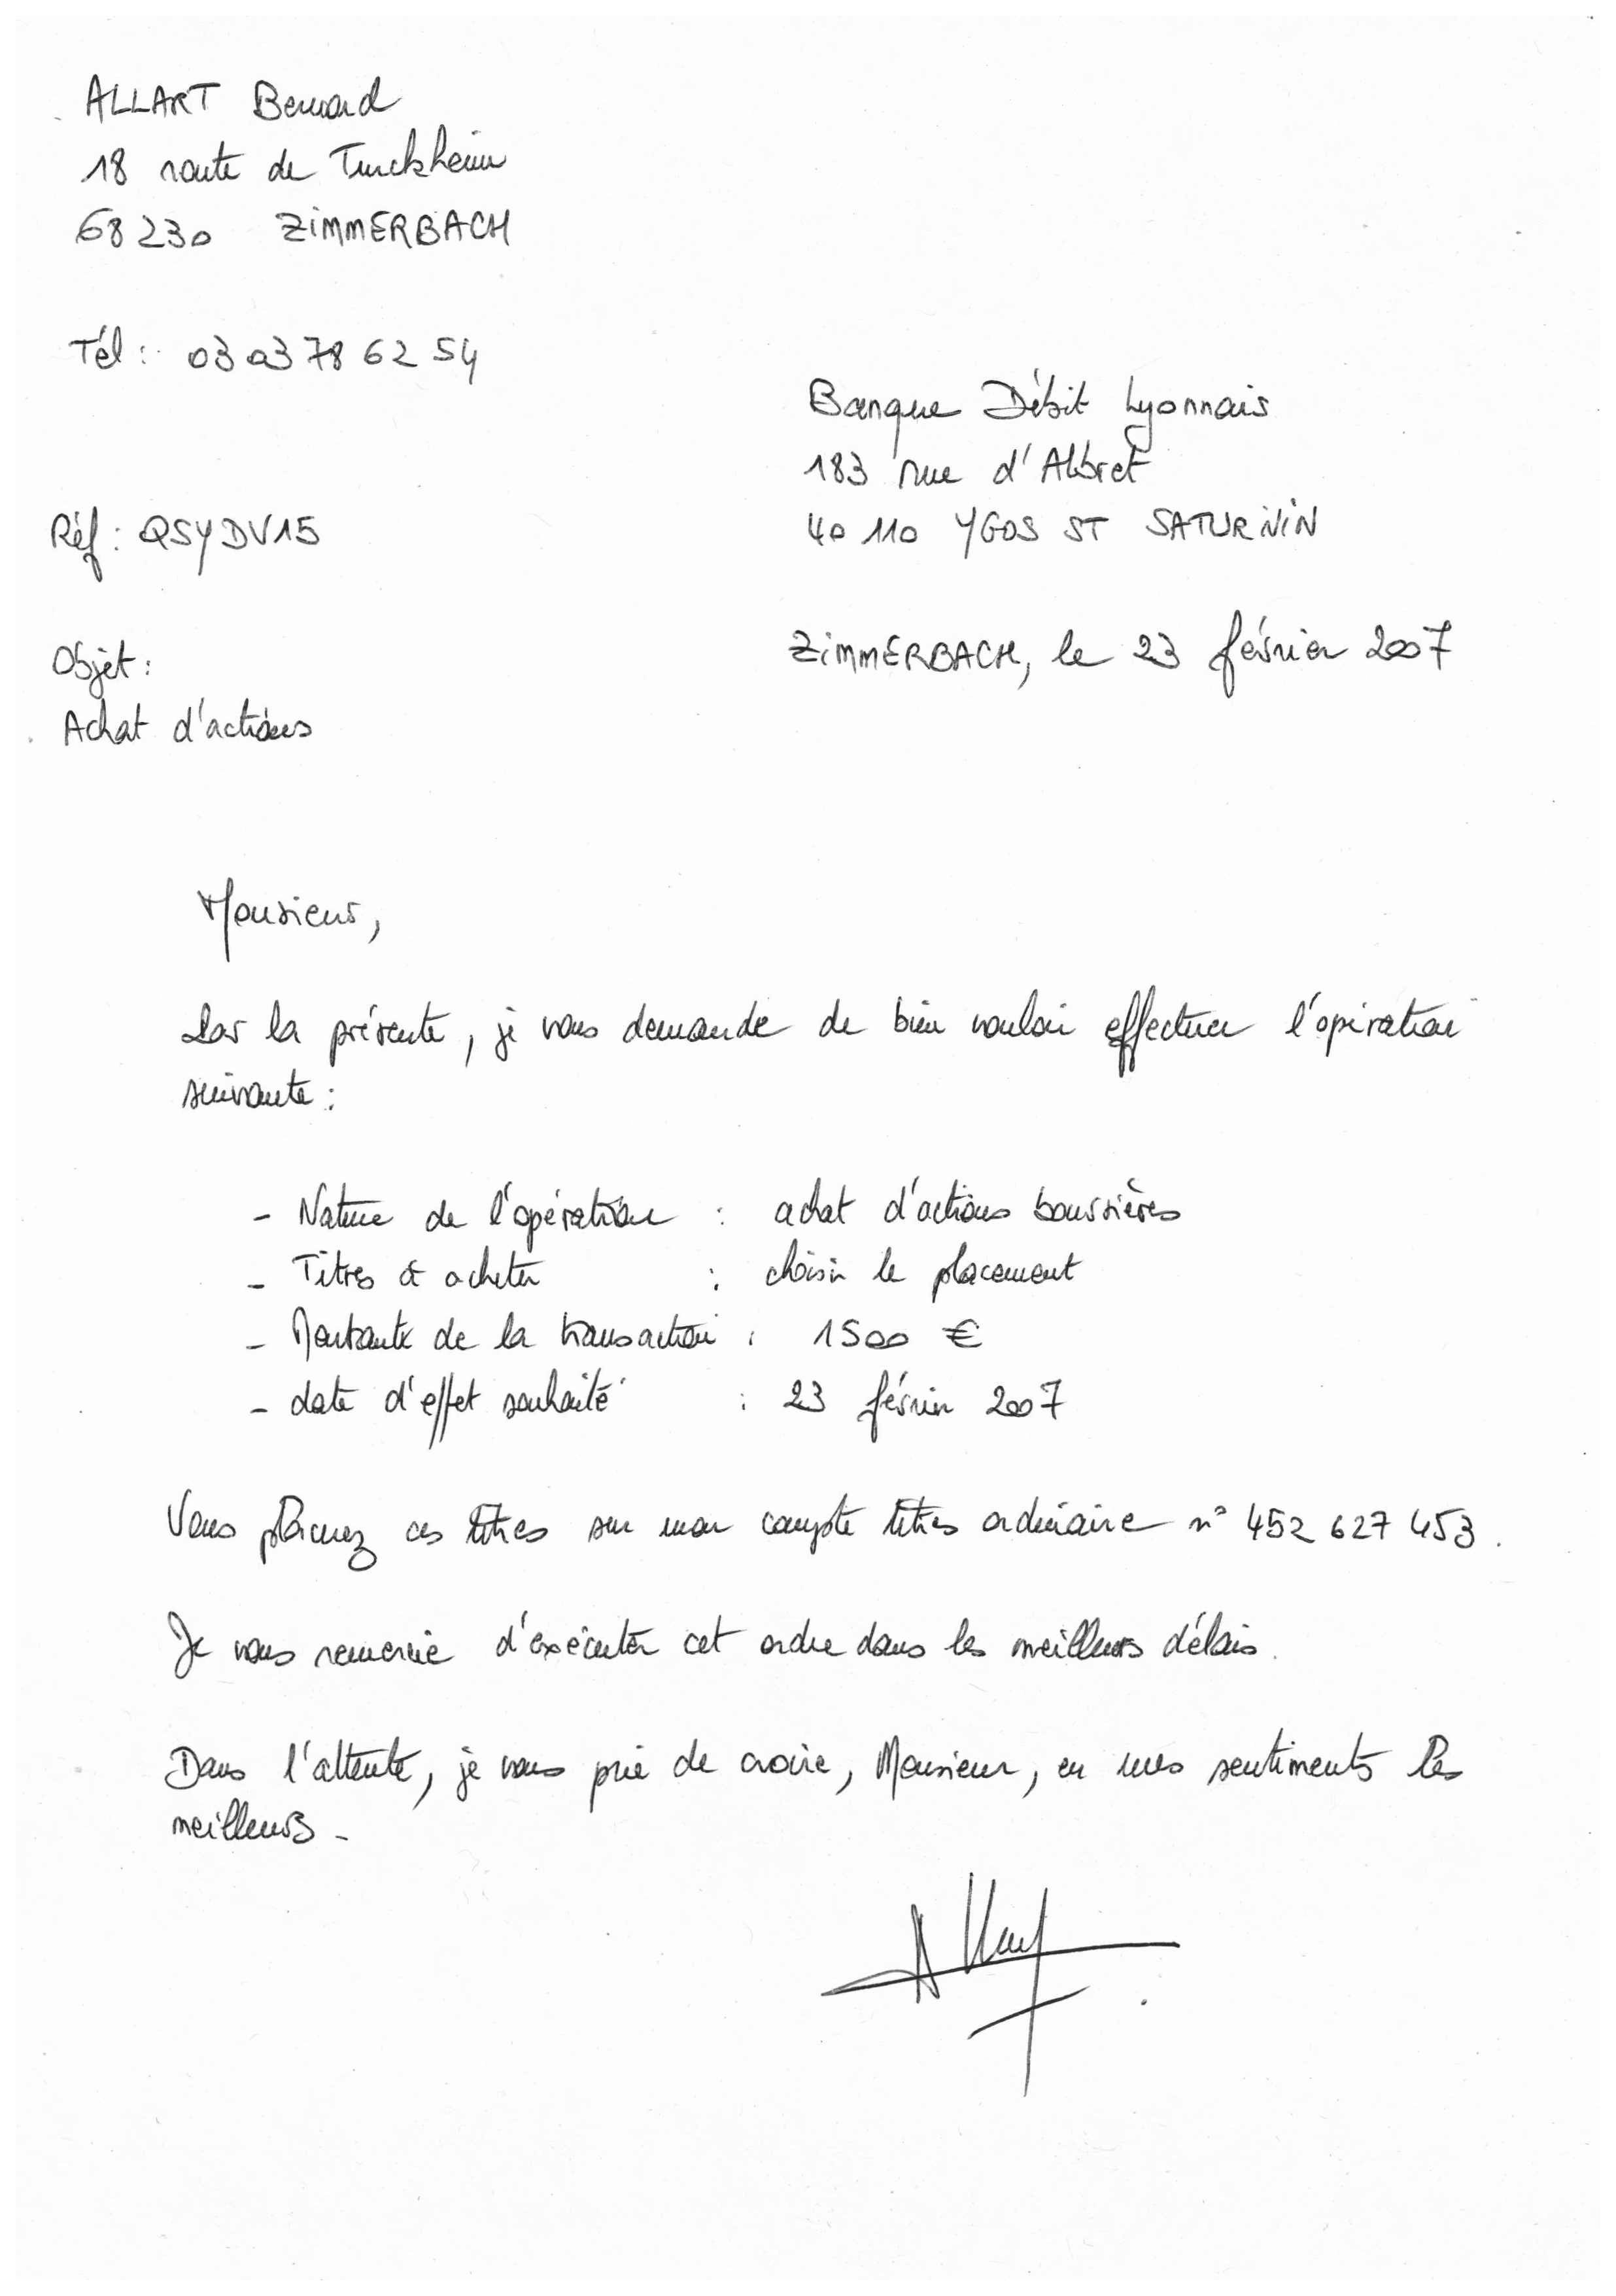 ALLART Bernard
18 route de Turckheim
68230 ZIMMERBACH
Tél : 03 03 78 62 54
Banque Débit Lyonnais
183 rue d'Albret
40 110 YGOS ST SATURNIN
Réf : QSYDV15
ZIMMERBACH, le 23 février 2007
Objet :
Achat d'actions
Monsieur,
Par la présente, je vous demande de bien vouloir effectuer l'opération
suivante :
- Nature de l'opération : achat d'actions boursières
- Titres à acheter : choisir le placement
- Montant de la transaction : 1500 €
- date d'effet souhaité : 23 février 2007
Vous placerez ces titres sur mon compte titres ordinaire n° 452 627 453.
Je vous remercie d'exécuter cet ordre dans les meilleurs délais.
Dans l'attente, je vous prie de croire, Monsieur, en mes sentiments les
meilleurs.